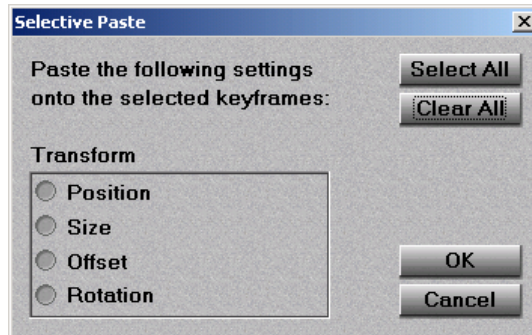 Selective Paste
Paste the following settings
onto the selected keyframes:
Select All
Clear All
Transform
Position
Size
Offset
Rotation
OK
Cancel